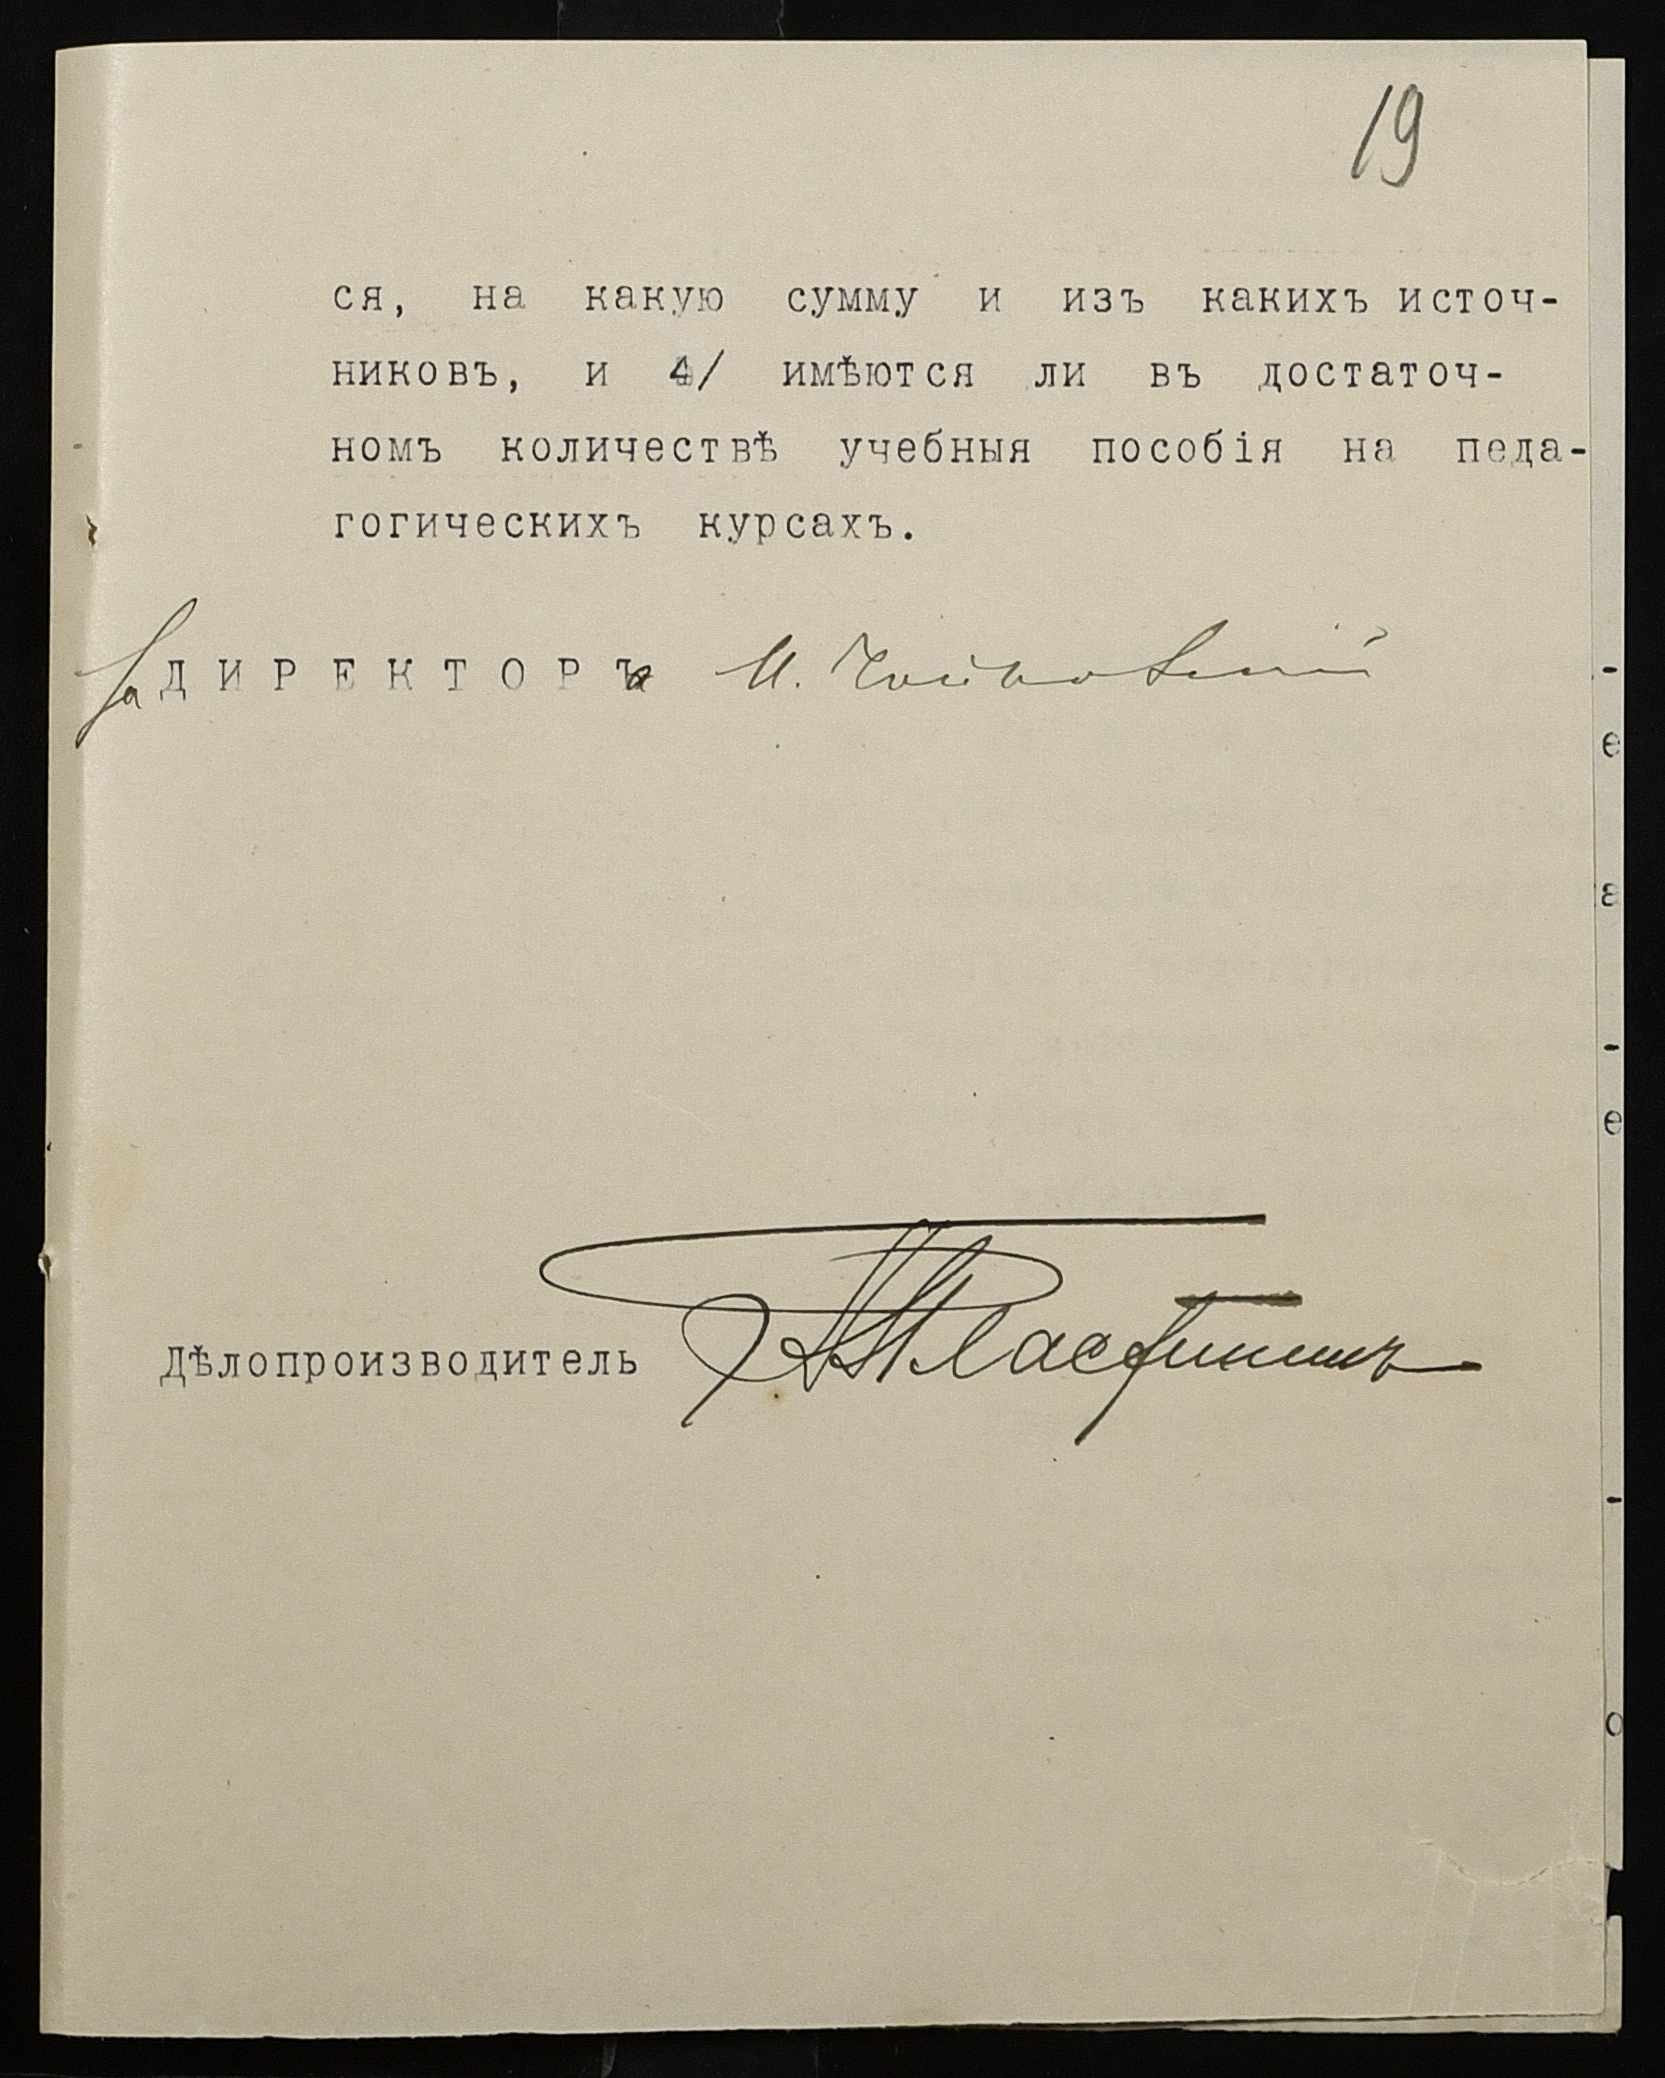 19
ся, на какую сумму и изъ какихъ источ-
никовъ, и 4/ имѣются ли въ достаточ-
номъ количествѣ учебныя пособія на педа-
гогическихъ курсахъ.
За ДИРЕКТОРа И.
Дѣлопроизводитель